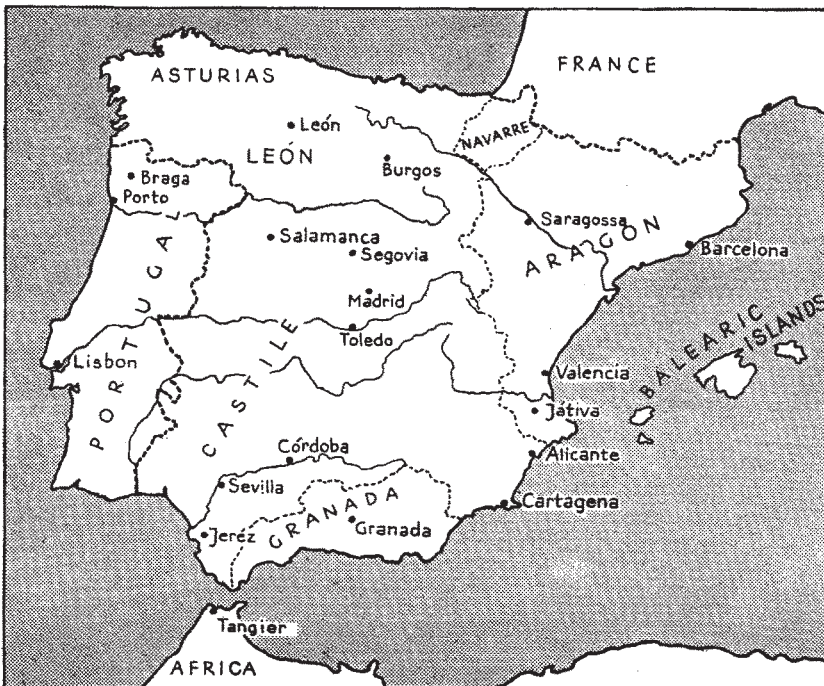 ASTURIAS
FRANCE
León
NAVARRE
LEÓN
Burgos
Braga
Porto
Saragossa
Salamanca
Segovia
ARAGÓN
Barcelona
PORTUGAL
Madrid
BALEARIC
ISLANDS
Toledo
CASTILE
Lisbon
Valencia
Játiva
Córdoba
Alicante
Sevilla
GRANADA
Cartagena
Jeréz
Granada
Tangier
AFRICA